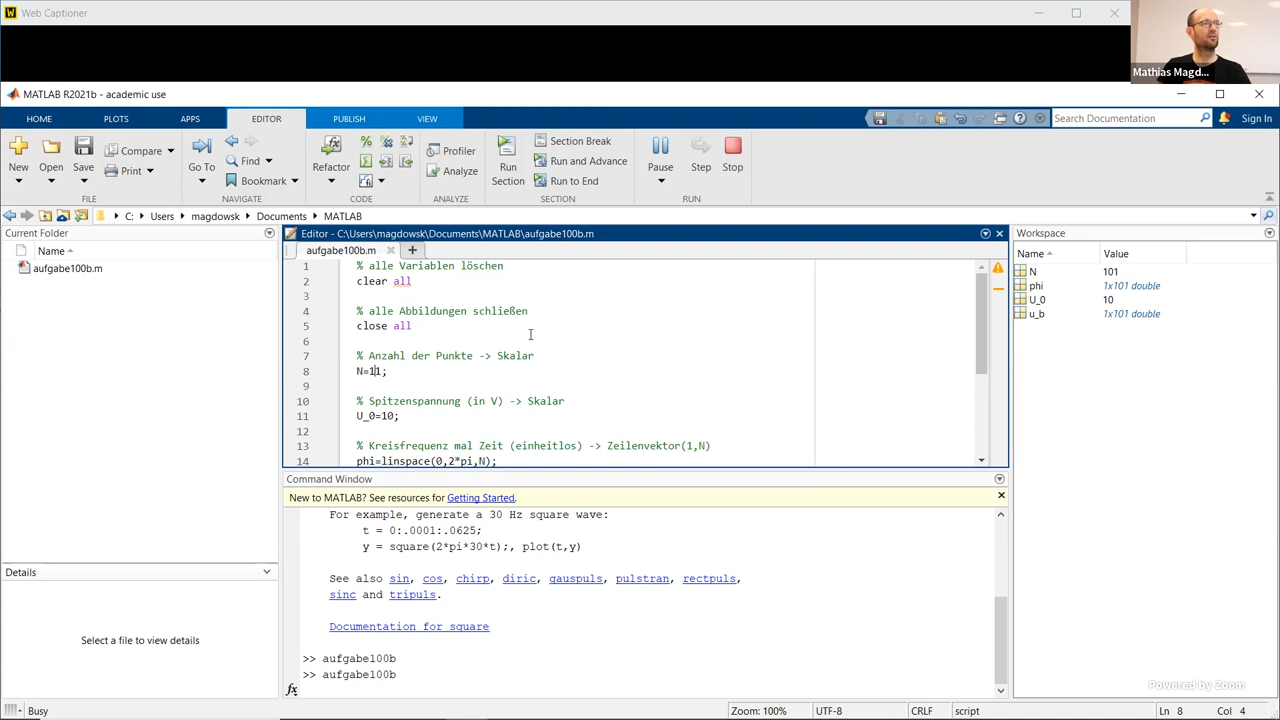 Web Captioner
Mathias Magd...
MATLAB R2021b - academic use
HOME PLOTS APPS EDITOR PUBLISH VIEW
Search Documentation
Sign In
New Open Save
Compare
Print
Go To
Find
Bookmark
Refactor
Profiler
Analyze
Run Section
Section Break
Run and Advance
Run to End
Pause Step Stop
FILE NAVIGATE CODE ANALYZE SECTION RUN
C: Users magdowsk Documents MATLAB
Current Folder
Name
aufgabe100b.m
Details
Select a file to view details
Editor - C:\Users\magdowsk\Documents\MATLAB\aufgabe100b.m
aufgabe100b.m
1 % alle Variablen löschen
2 clear all
3
4 % alle Abbildungen schließen
5 close all
6
7 % Anzahl der Punkte -> Skalar
8 N=11;
9
10 % Spitzenspannung (in V) -> Skalar
11 U_0=10;
12
13 % Kreisfrequenz mal Zeit (einheitlos) -> Zeilenvektor(1,N)
14 phi=linspace(0,2*pi,N);
Command Window
New to MATLAB? See resources for Getting Started.
For example, generate a 30 Hz square wave:
t = 0:.0001:.0625;
y = square(2*pi*30*t);, plot(t,y)
See also sin, cos, chirp, diric, gauspuls, pulstran, rectpuls,
sinc and tripuls.
Documentation for square
>> aufgabe100b
>> aufgabe100b
fx
Workspace
Name Value
N 101
phi 1x101 double
U_0 10
u_b 1x101 double
Powered by Zoom
Busy
Zoom: 100% UTF-8 CRLF script Ln 8 Col 4